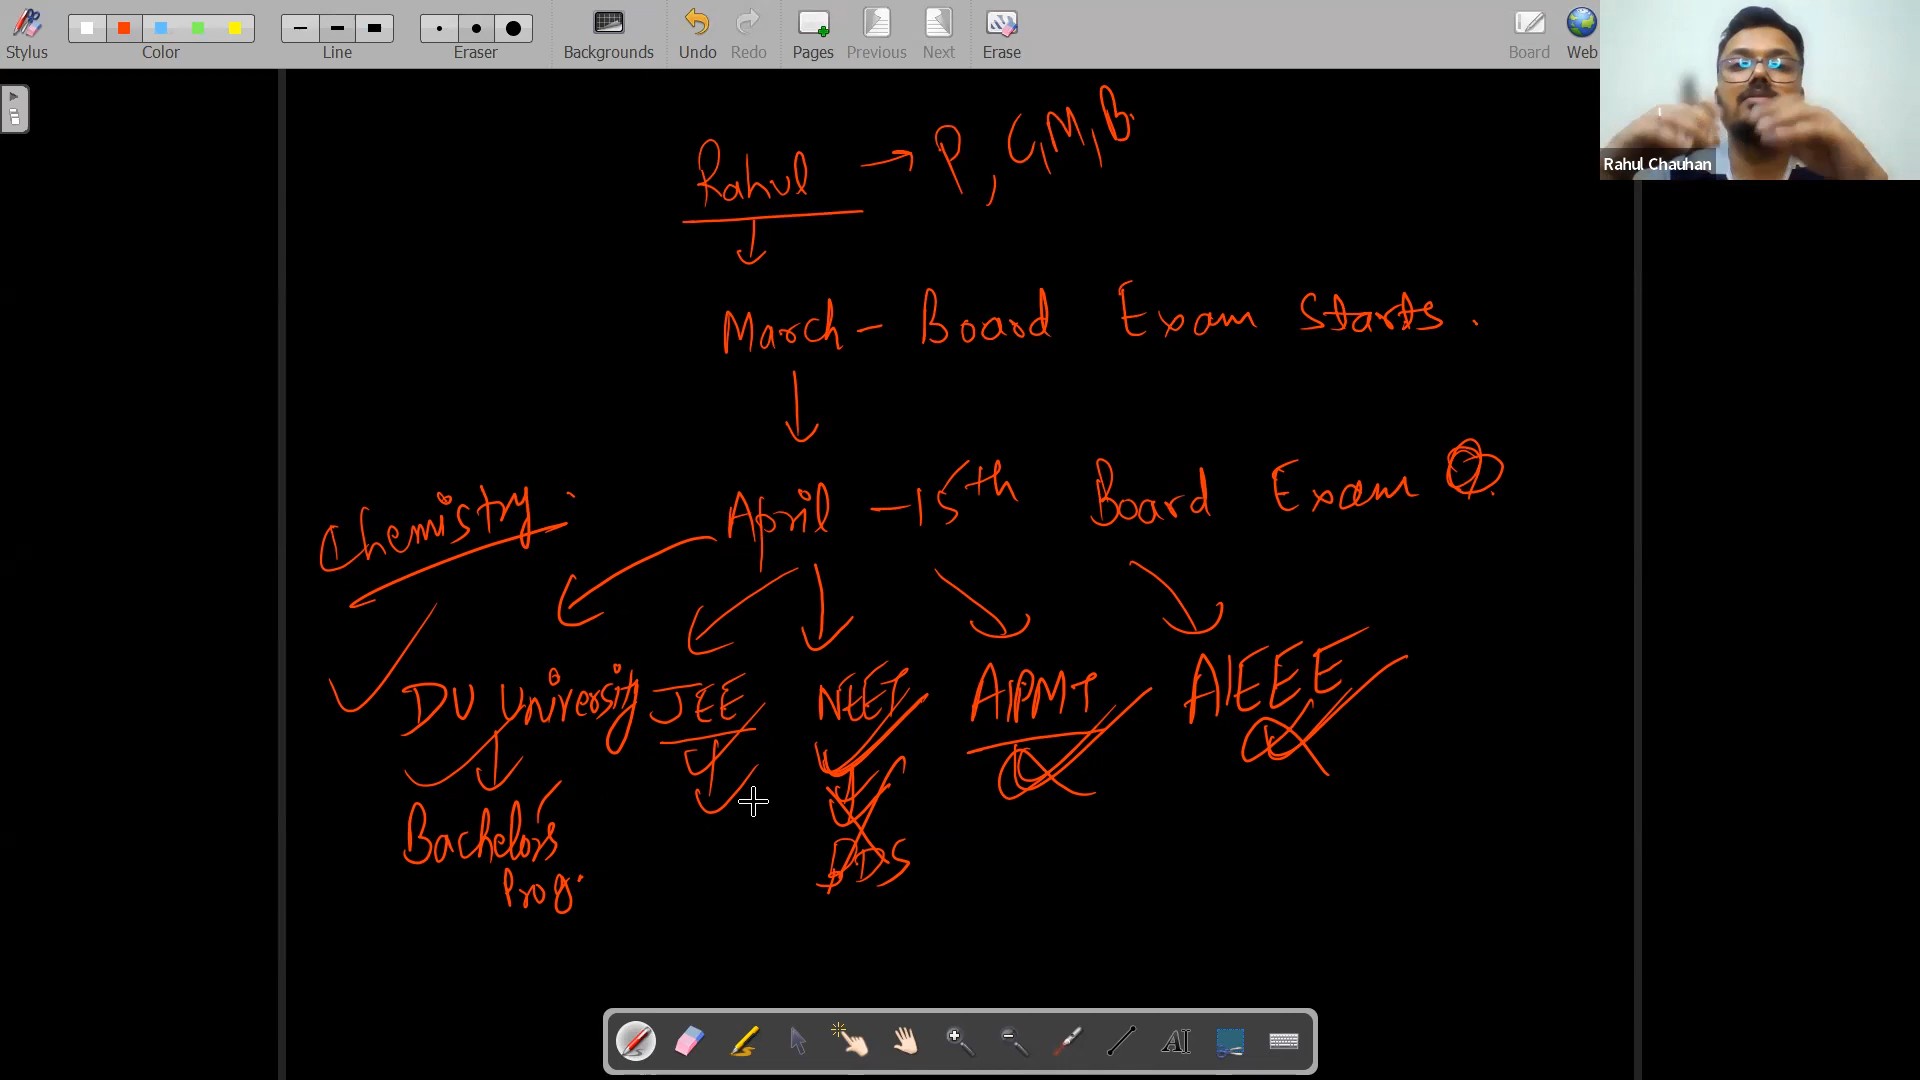 Stylus
Color
Line
Eraser
Backgrounds
Undo
Redo
Pages
Previous
Next
Erase
Board
Web
Rahul Chauhan
Rahul → P, C, M, B.
March - Board Exam Starts.
April - 15th Board Exam
Chemistry.
DU University JEE NEET AIPMT AIEEE
Bachelors
Prog.
BDS
AI